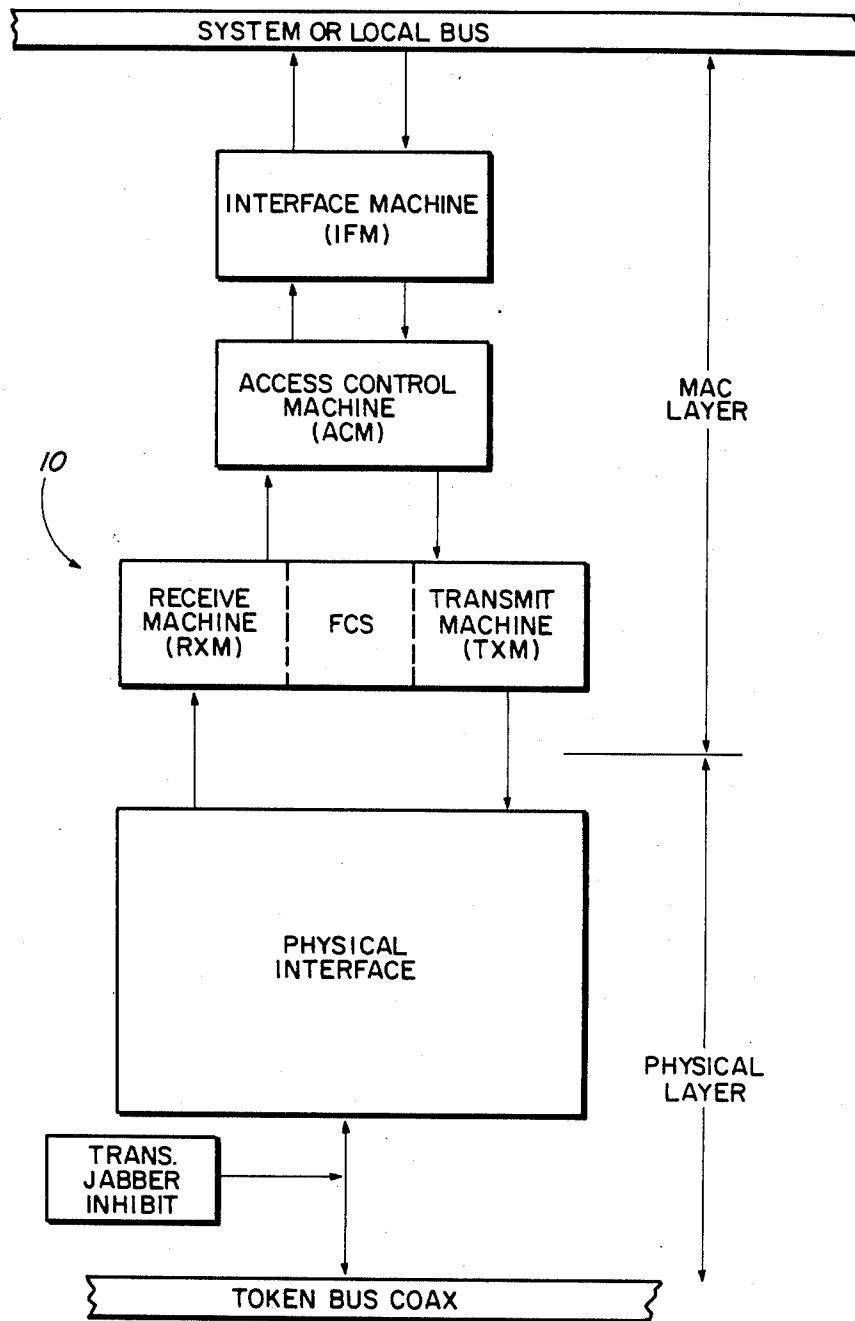 SYSTEM OR LOCAL BUS
INTERFACE MACHINE
(IFM)
ACCESS CONTROL
MACHINE
(ACM)
MAC
LAYER
10
RECEIVE
MACHINE
(RXM)
FCS
TRANSMIT
MACHINE
(TXM)
PHYSICAL
INTERFACE
PHYSICAL
LAYER
TRANS.
JABBER
INHIBIT
TOKEN BUS COAX